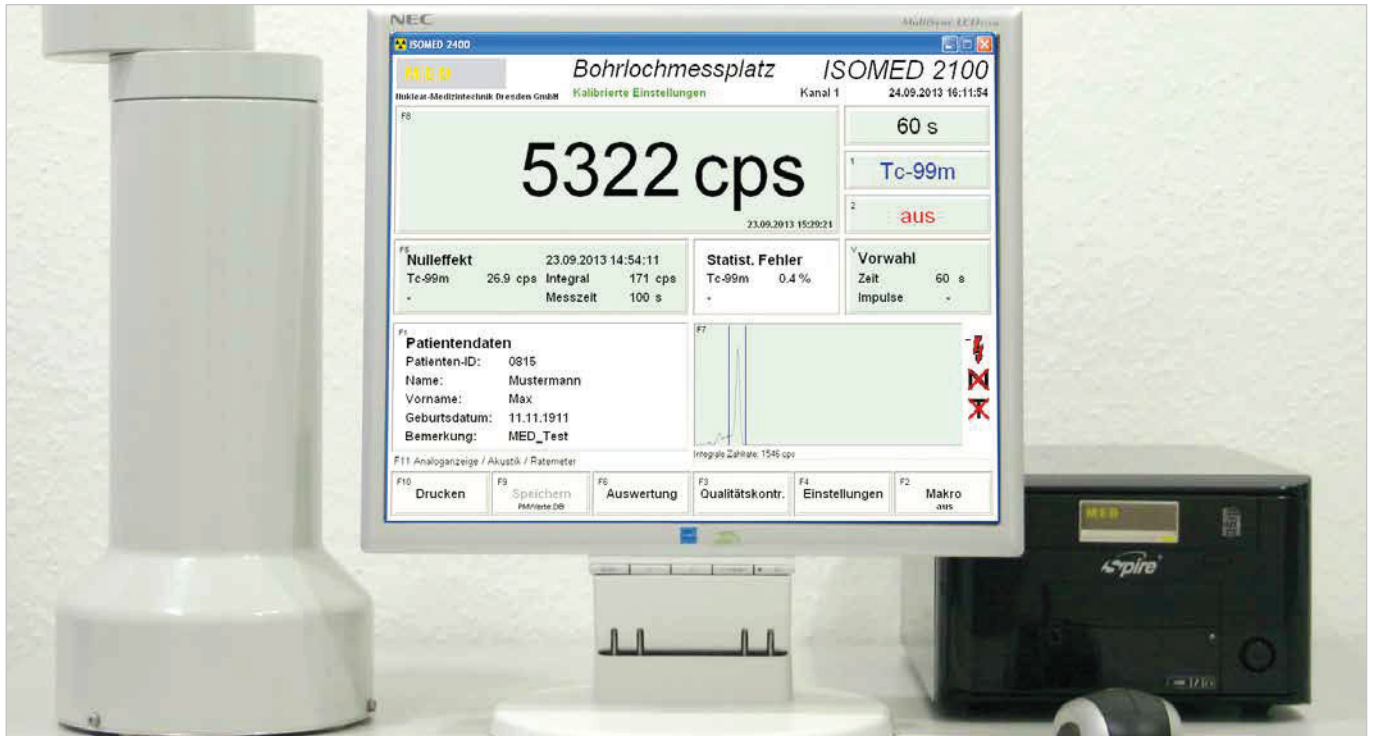 NEC
ISOMED 2400
MED
Bohrlochmessplatz ISOMED 2100
Nuklear-Medizintechnik Dresden GmbH Kalibrierte Einstellungen Kanal 1 24.09.2013 16:11:54
F8
5322 cps
23.09.2013 15:29:21
60 s
1 Tc-99m
2 aus
F5
Nulleffekt 23.09.2013 14:54:11
Tc-99m 26.9 cps Integral 171 cps
- Messzeit 100 s
Statist. Fehler
Tc-99m 0.4 %
-
V
Vorwahl
Zeit 60 s
Impulse -
F1
Patientendaten
Patienten-ID: 0815
Name: Mustermann
Vorname: Max
Geburtsdatum: 11.11.1911
Bemerkung: MED_Test
F7
Integrale Zählrate: 1546 cps
F11 Analoganzeige / Akustik / Ratemeter
F10 Drucken
F9 Speichern
PM/Werte.DB
F6 Auswertung
F3 Qualitätskontr.
F4 Einstellungen
F2 Makro
aus
MED
spire